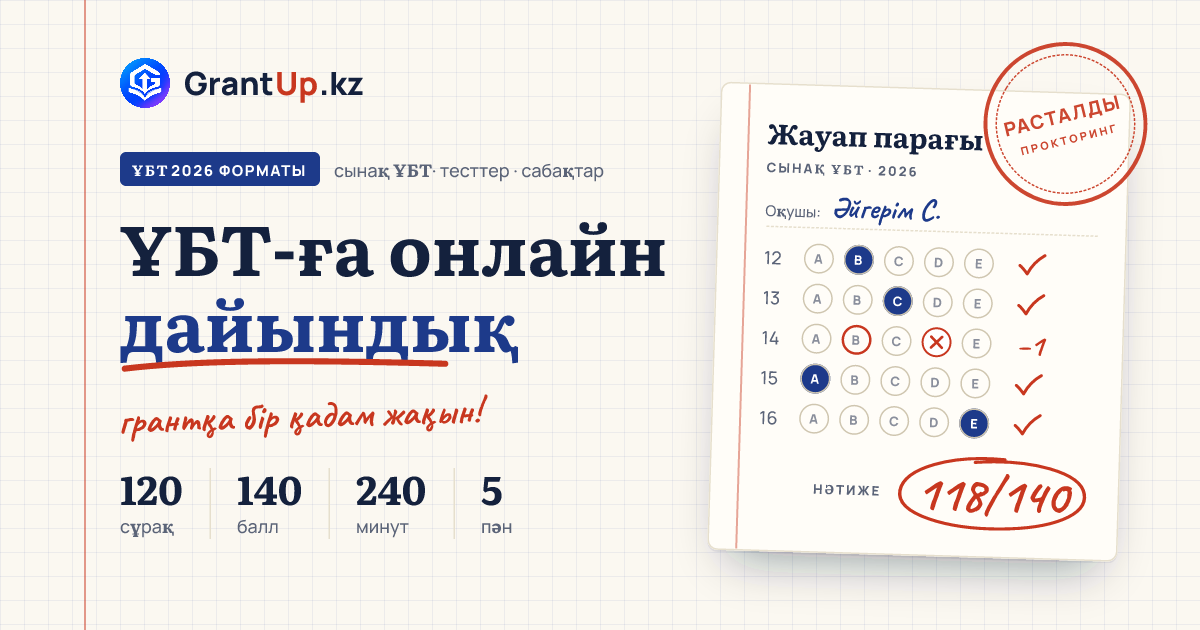 GrantUp.kz
ҰБТ 2026 ФОРМАТЫ
сынақ ҰБТ· тесттер · сабақтар
ҰБТ-ға онлайн
дайындық
грантқа бір қадам жақын!
120 140 240 5
сұрақ балл минут пән
РАСТАЛДЫ
ПРОКТОРИНГ
Жауап парағы
СЫНАҚ ҰБТ · 2026
Оқушы: Әйгерім С.
12 A B C D E ✓
13 A B C D E ✓
14 A B C ✕ E −1
15 A B C D E ✓
16 A B C D E ✓
НӘТИЖЕ 118/140